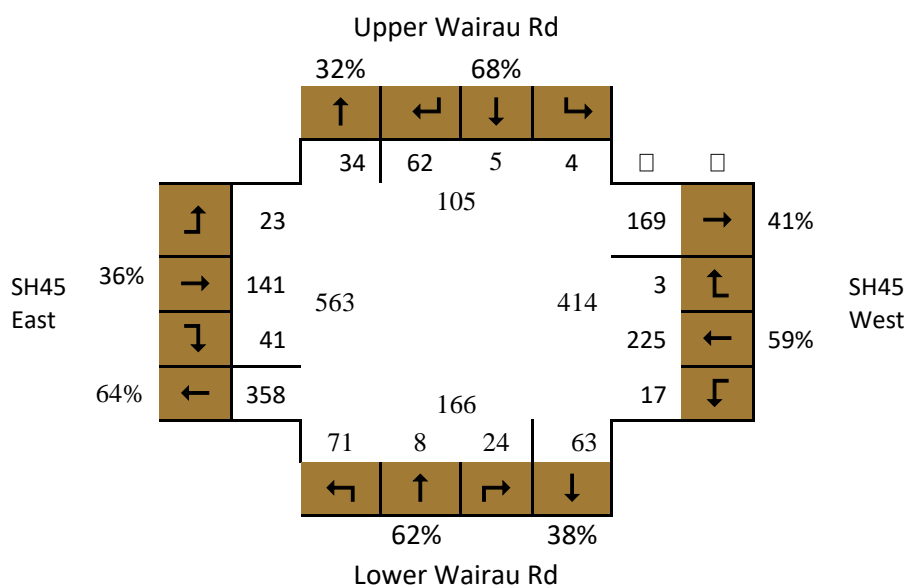 Upper Wairau Rd
32% 68%
34 62 5 4
105
23 169 41%
36%
SH45 East
141 3
563 414
SH45 West
41 225 59%
64% 358 17
166
71 8 24 63
62% 38%
Lower Wairau Rd